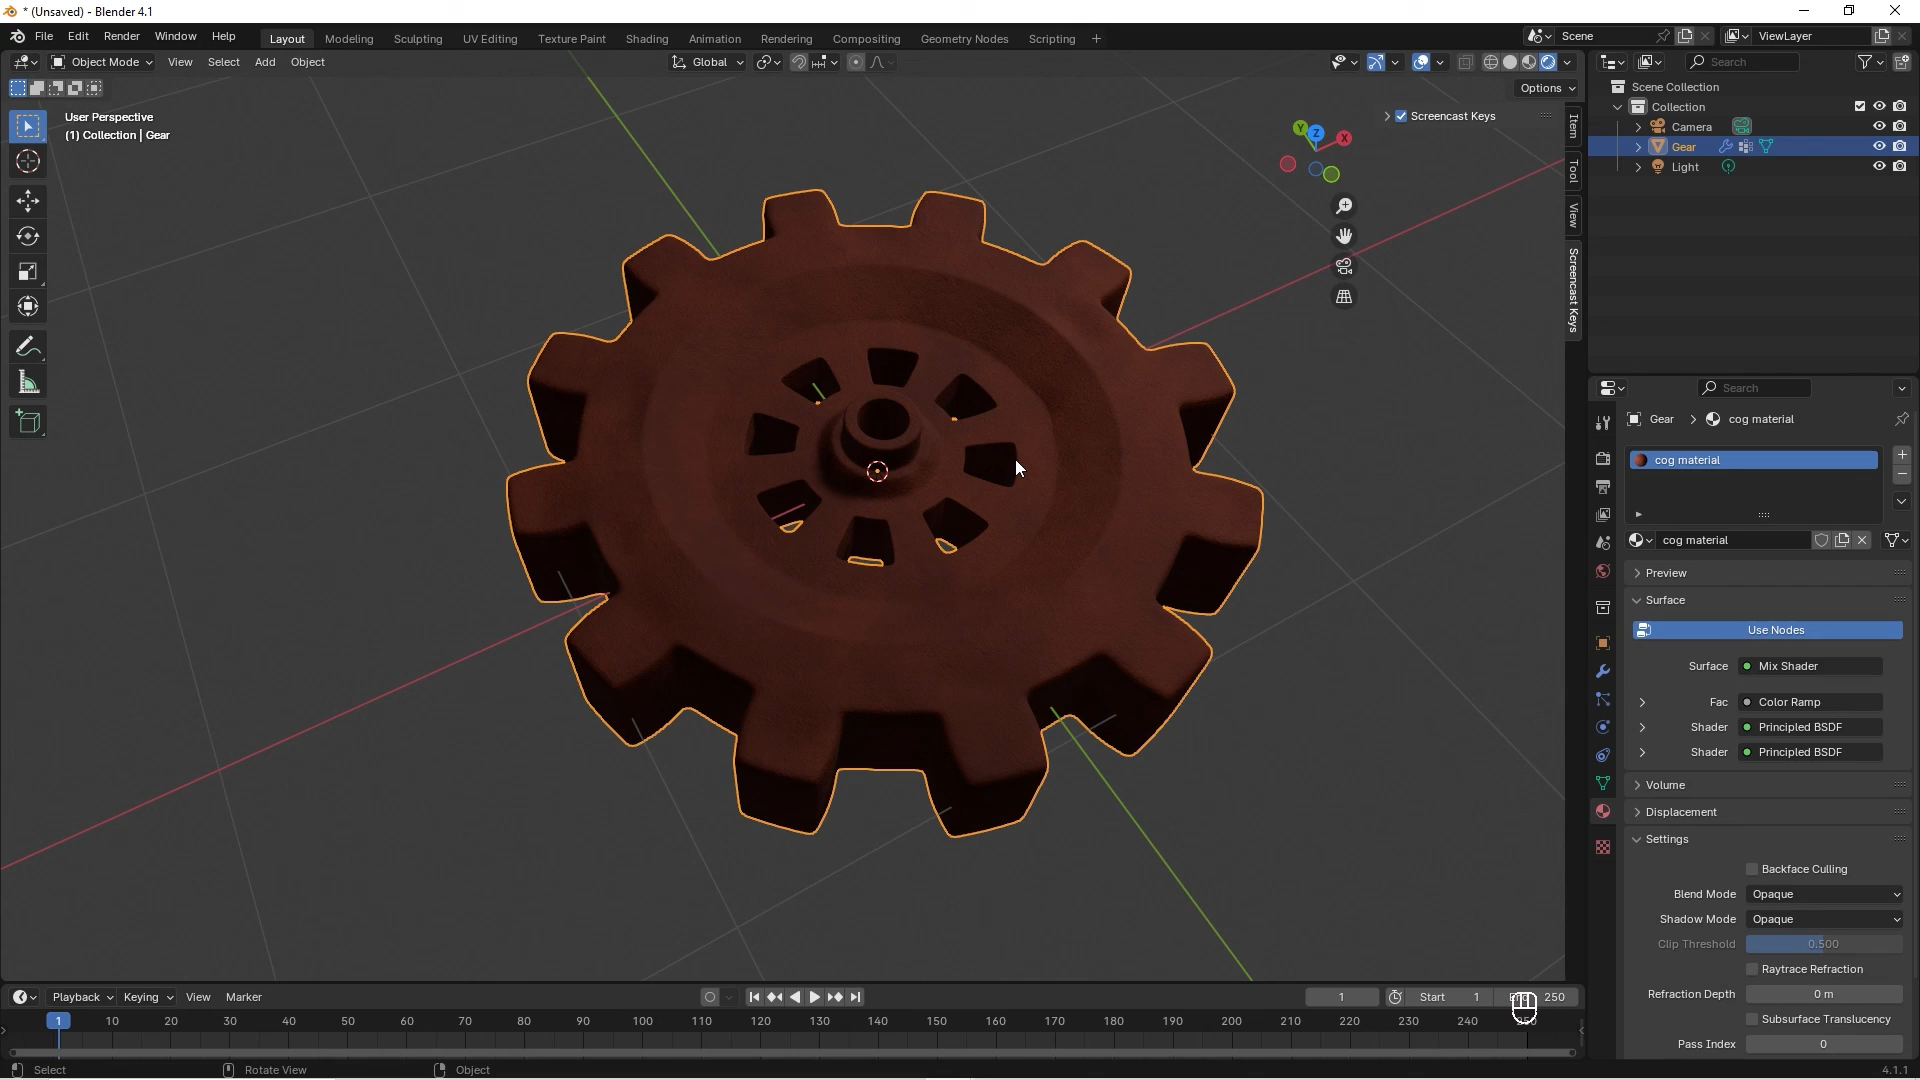 * (Unsaved) - Blender 4.1
File Edit Render Window Help
Layout Modeling Sculpting UV Editing Texture Paint Shading Animation Rendering Compositing Geometry Nodes Scripting +
Scene ViewLayer
Object Mode View Select Add Object
Global
Search
Options
User Perspective
(1) Collection | Gear
Screencast Keys
Y Z X
Item
Tool
View
Screencast Keys
Scene Collection
Collection
Camera
Gear
Light
Search
Gear > cog material
cog material
cog material
Preview
Surface
Use Nodes
Surface Mix Shader
Fac Color Ramp
Shader Principled BSDF
Shader Principled BSDF
Volume
Displacement
Settings
Backface Culling
Blend Mode Opaque
Shadow Mode Opaque
Clip Threshold 0.500
Raytrace Refraction
Refraction Depth 0 m
Subsurface Translucency
Pass Index 0
Playback Keying View Marker
1 Start 1 250
1 10 20 30 40 50 60 70 80 90 100 110 120 130 140 150 160 170 180 190 200 210 220 230 240 250
Select Rotate View Object
4.1.1